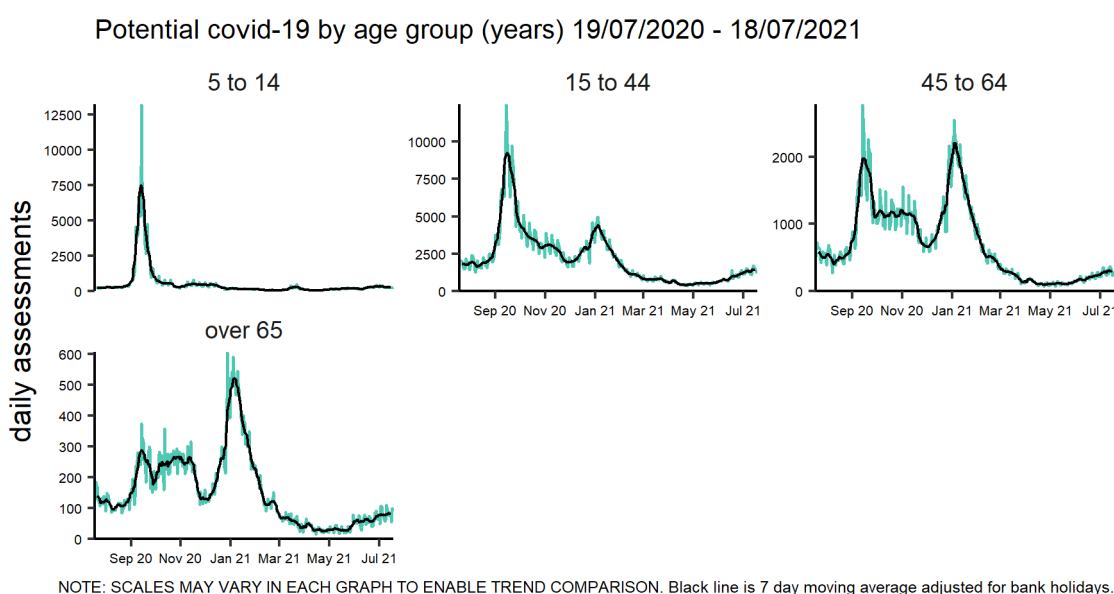 Potential covid-19 by age group (years) 19/07/2020 - 18/07/2021
5 to 14
15 to 44
45 to 64
12500
10000
7500
5000
2500
0
10000
7500
5000
2500
0
Sep 20 Nov 20 Jan 21 Mar 21 May 21 Jul 21
2000
1000
0
Sep 20 Nov 20 Jan 21 Mar 21 May 21 Jul 21
daily assessments
over 65
600
500
400
300
200
100
0
Sep 20 Nov 20 Jan 21 Mar 21 May 21 Jul 21
NOTE: SCALES MAY VARY IN EACH GRAPH TO ENABLE TREND COMPARISON. Black line is 7 day moving average adjusted for bank holidays.